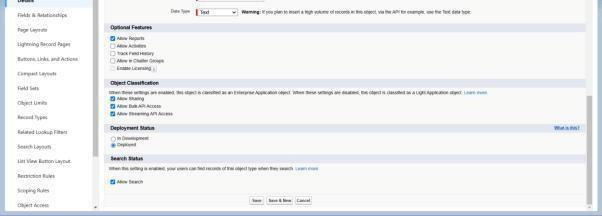 Details
Fields & Relationships
Page Layouts
Lightning Record Pages
Buttons, Links, and Actions
Compact Layouts
Field Sets
Object Limits
Record Types
Related Lookup Filters
Search Layouts
List View Button Layout
Restriction Rules
Scoping Rules
Object Access
Data Type Text Warning: If you plan to insert a high volume of records in this object, via the API for example, use the Text data type.
Optional Features
Allow Reports
Allow Activities
Track Field History
Allow in Chatter Groups
Enable Licensing
Object Classification
When these settings are enabled, this object is classified as an Enterprise Application object. When these settings are disabled, this object is classified as a Light Application object. Learn more.
Allow Sharing
Allow Bulk API Access
Allow Streaming API Access
Deployment Status What is this?
In Development
Deployed
Search Status
When this setting is enabled, your users can find records of this object type when they search. Learn more.
Allow Search
Save Save & New Cancel